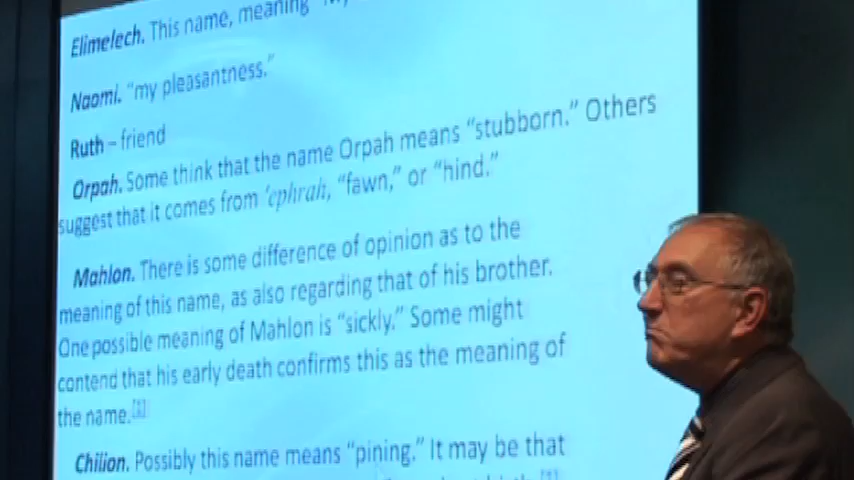 Elimelech. This name, meaning "My
Naomi. "my pleasantness."
Ruth – friend
Orpah. Some think that the name Orpah means "stubborn." Others
suggest that it comes from 'ephrah, "fawn," or "hind."
Mahlon. There is some difference of opinion as to the
meaning of this name, as also regarding that of his brother.
One possible meaning of Mahlon is "sickly." Some might
contend that his early death confirms this as the meaning of
the name.[1]
Chilion. Possibly this name means "pining." It may be that